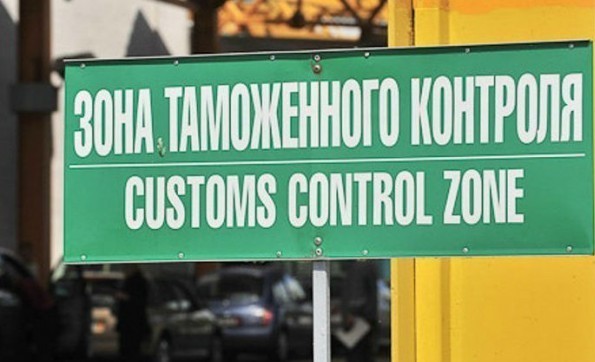 ЗОНА ТАМОЖЕННОГО КОНТРОЛЯ
CUSTOMS CONTROL ZONE